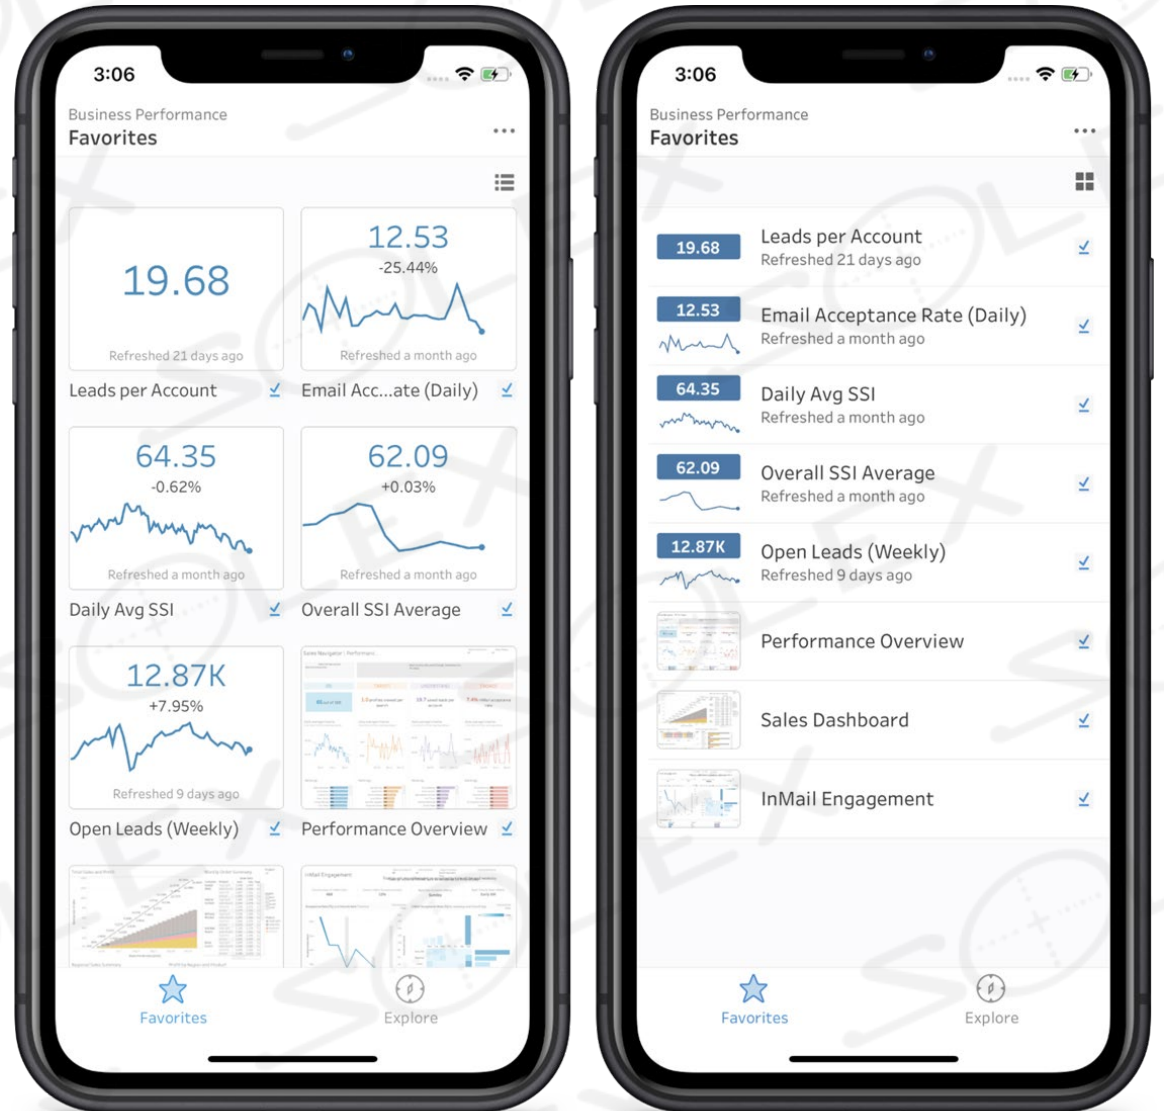 3:06
Business Performance
Favorites
19.68
Refreshed 21 days ago
Leads per Account
12.53
-25.44%
Refreshed a month ago
Email Acc...ate (Daily)
64.35
-0.62%
Refreshed a month ago
Daily Avg SSI
62.09
+0.03%
Refreshed a month ago
Overall SSI Average
12.87K
+7.95%
Refreshed 9 days ago
Open Leads (Weekly)
Performance Overview
InMail Engagement
Favorites
Explore
3:06
Business Performance
Favorites
19.68
Leads per Account
Refreshed 21 days ago
12.53
Email Acceptance Rate (Daily)
Refreshed a month ago
64.35
Daily Avg SSI
Refreshed a month ago
62.09
Overall SSI Average
Refreshed a month ago
12.87K
Open Leads (Weekly)
Refreshed 9 days ago
Performance Overview
Sales Dashboard
InMail Engagement
Favorites
Explore
SOLEX